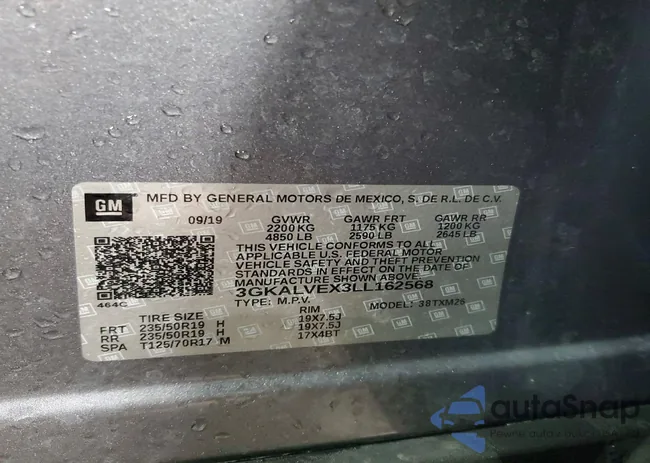 GM MFD BY GENERAL MOTORS DE MEXICO, S. DE R.L. DE C.V.
09/19 GVWR GAWR FRT GAWR RR
2200 KG 1175 KG 1200 KG
4850 LB 2590 LB 2645 LB
THIS VEHICLE CONFORMS TO ALL
APPLICABLE U.S. FEDERAL MOTOR
VEHICLE SAFETY AND THEFT PREVENTION
STANDARDS IN EFFECT ON THE DATE OF
MANUFACTURE SHOWN ABOVE.
464C 3GKALVEX3LL162568
TYPE: M.P.V. MODEL: 38TXM26
TIRE SIZE RIM
FRT 235/50R19 H 19X7.5J
RR 235/50R19 H 19X7.5J
SPA T125/70R17 M 17X4BT
autoSnap